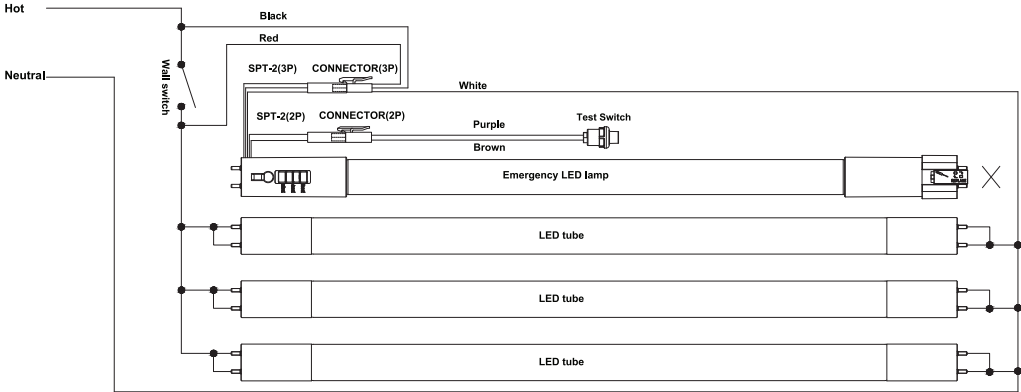 Hot
Black
Red
SPT-2(3P) CONNECTOR(3P)
Neutral
Wall switch
White
SPT-2(2P) CONNECTOR(2P)
Purple
Test Switch
Brown
Emergency LED lamp
LED tube
LED tube
LED tube